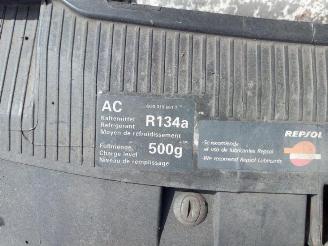 AC
Kältemittel
Refrigerant R134a
Moyen de refroidissement
Füllmenge
Charge level 500g
Niveau de remplissage
REPSOL
Se recomienda
el uso de lubricantes Repsol
We recomend Repsol Lubricants